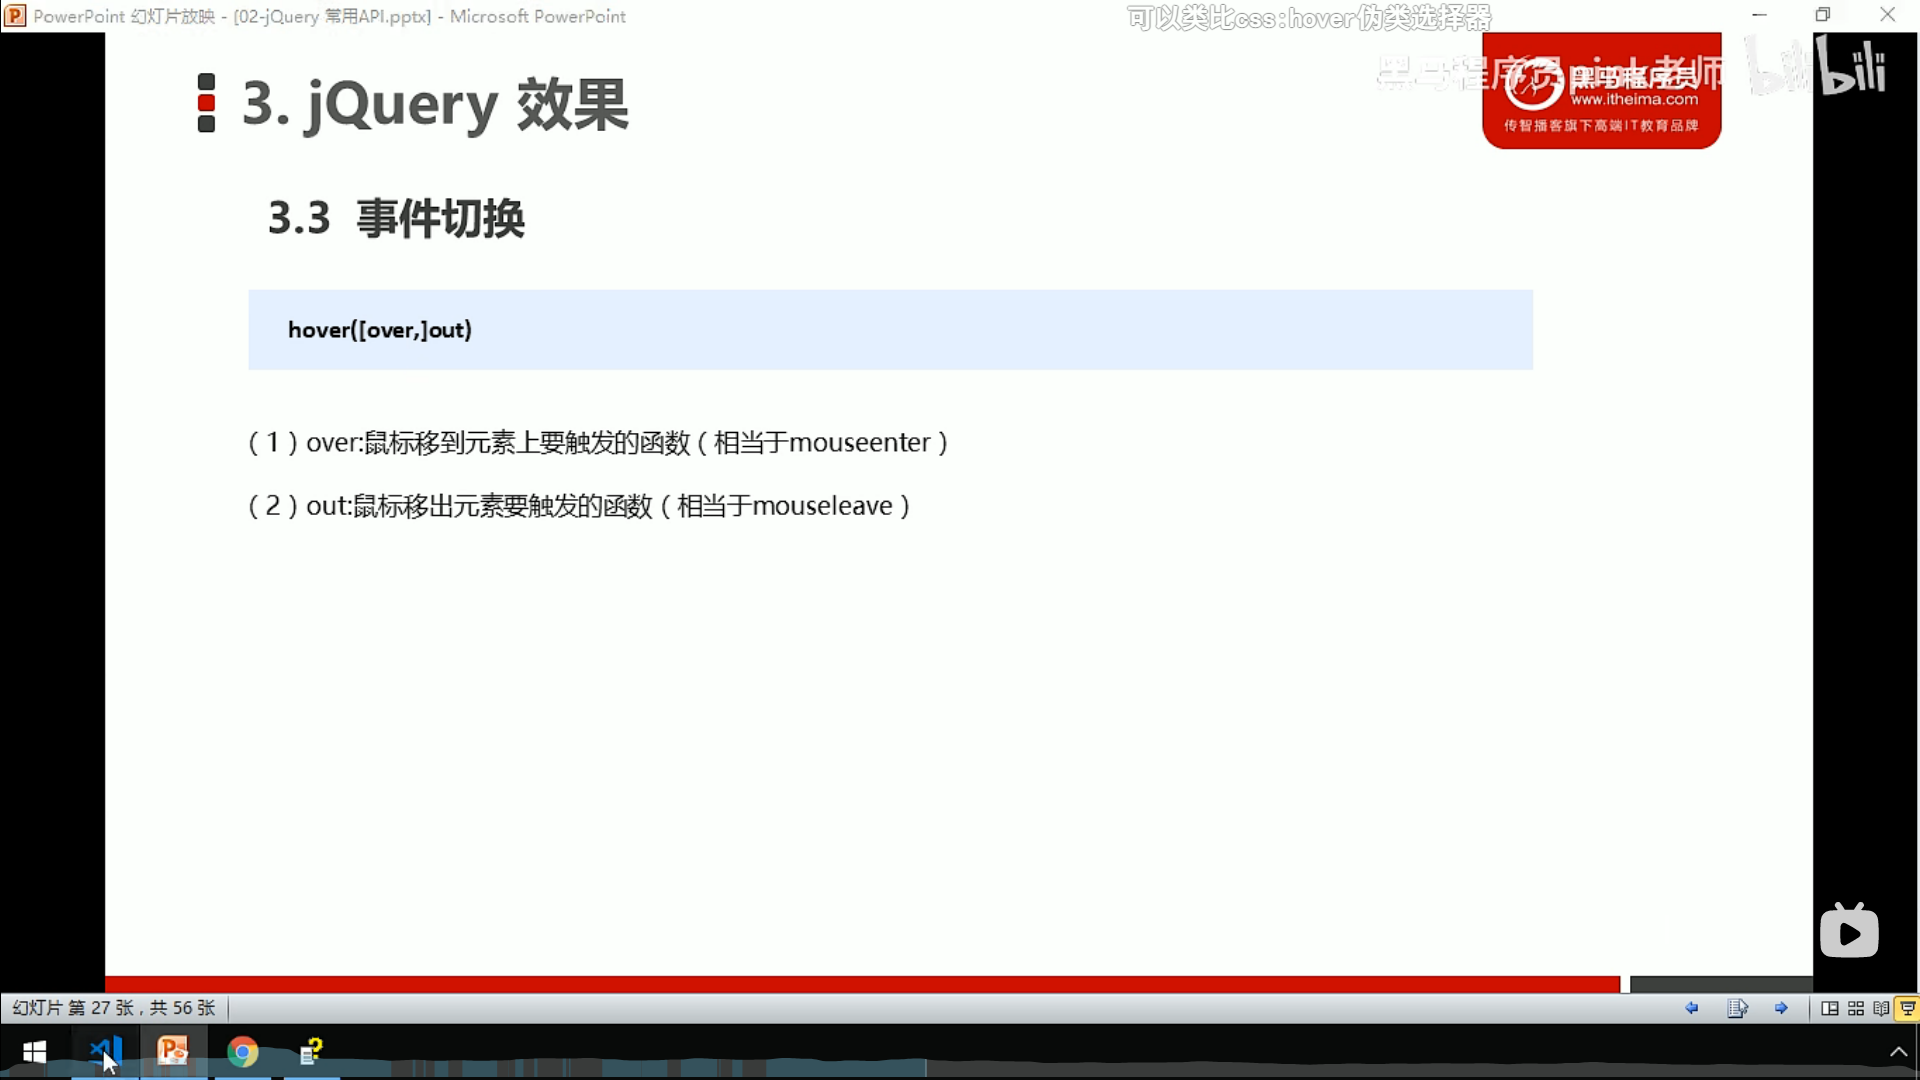 PowerPoint 幻灯片放映 - [02-jQuery 常用API.pptx] - Microsoft PowerPoint
可以类比css:hover伪类选择器
黑马程序员pink老师
bilibili
www.itheima.com
传智播客旗下高端IT教育品牌
3. jQuery 效果
3.3 事件切换
hover([over,]out)
（1）over:鼠标移到元素上要触发的函数（相当于mouseenter）
（2）out:鼠标移出元素要触发的函数（相当于mouseleave）
幻灯片 第 27 张，共 56 张